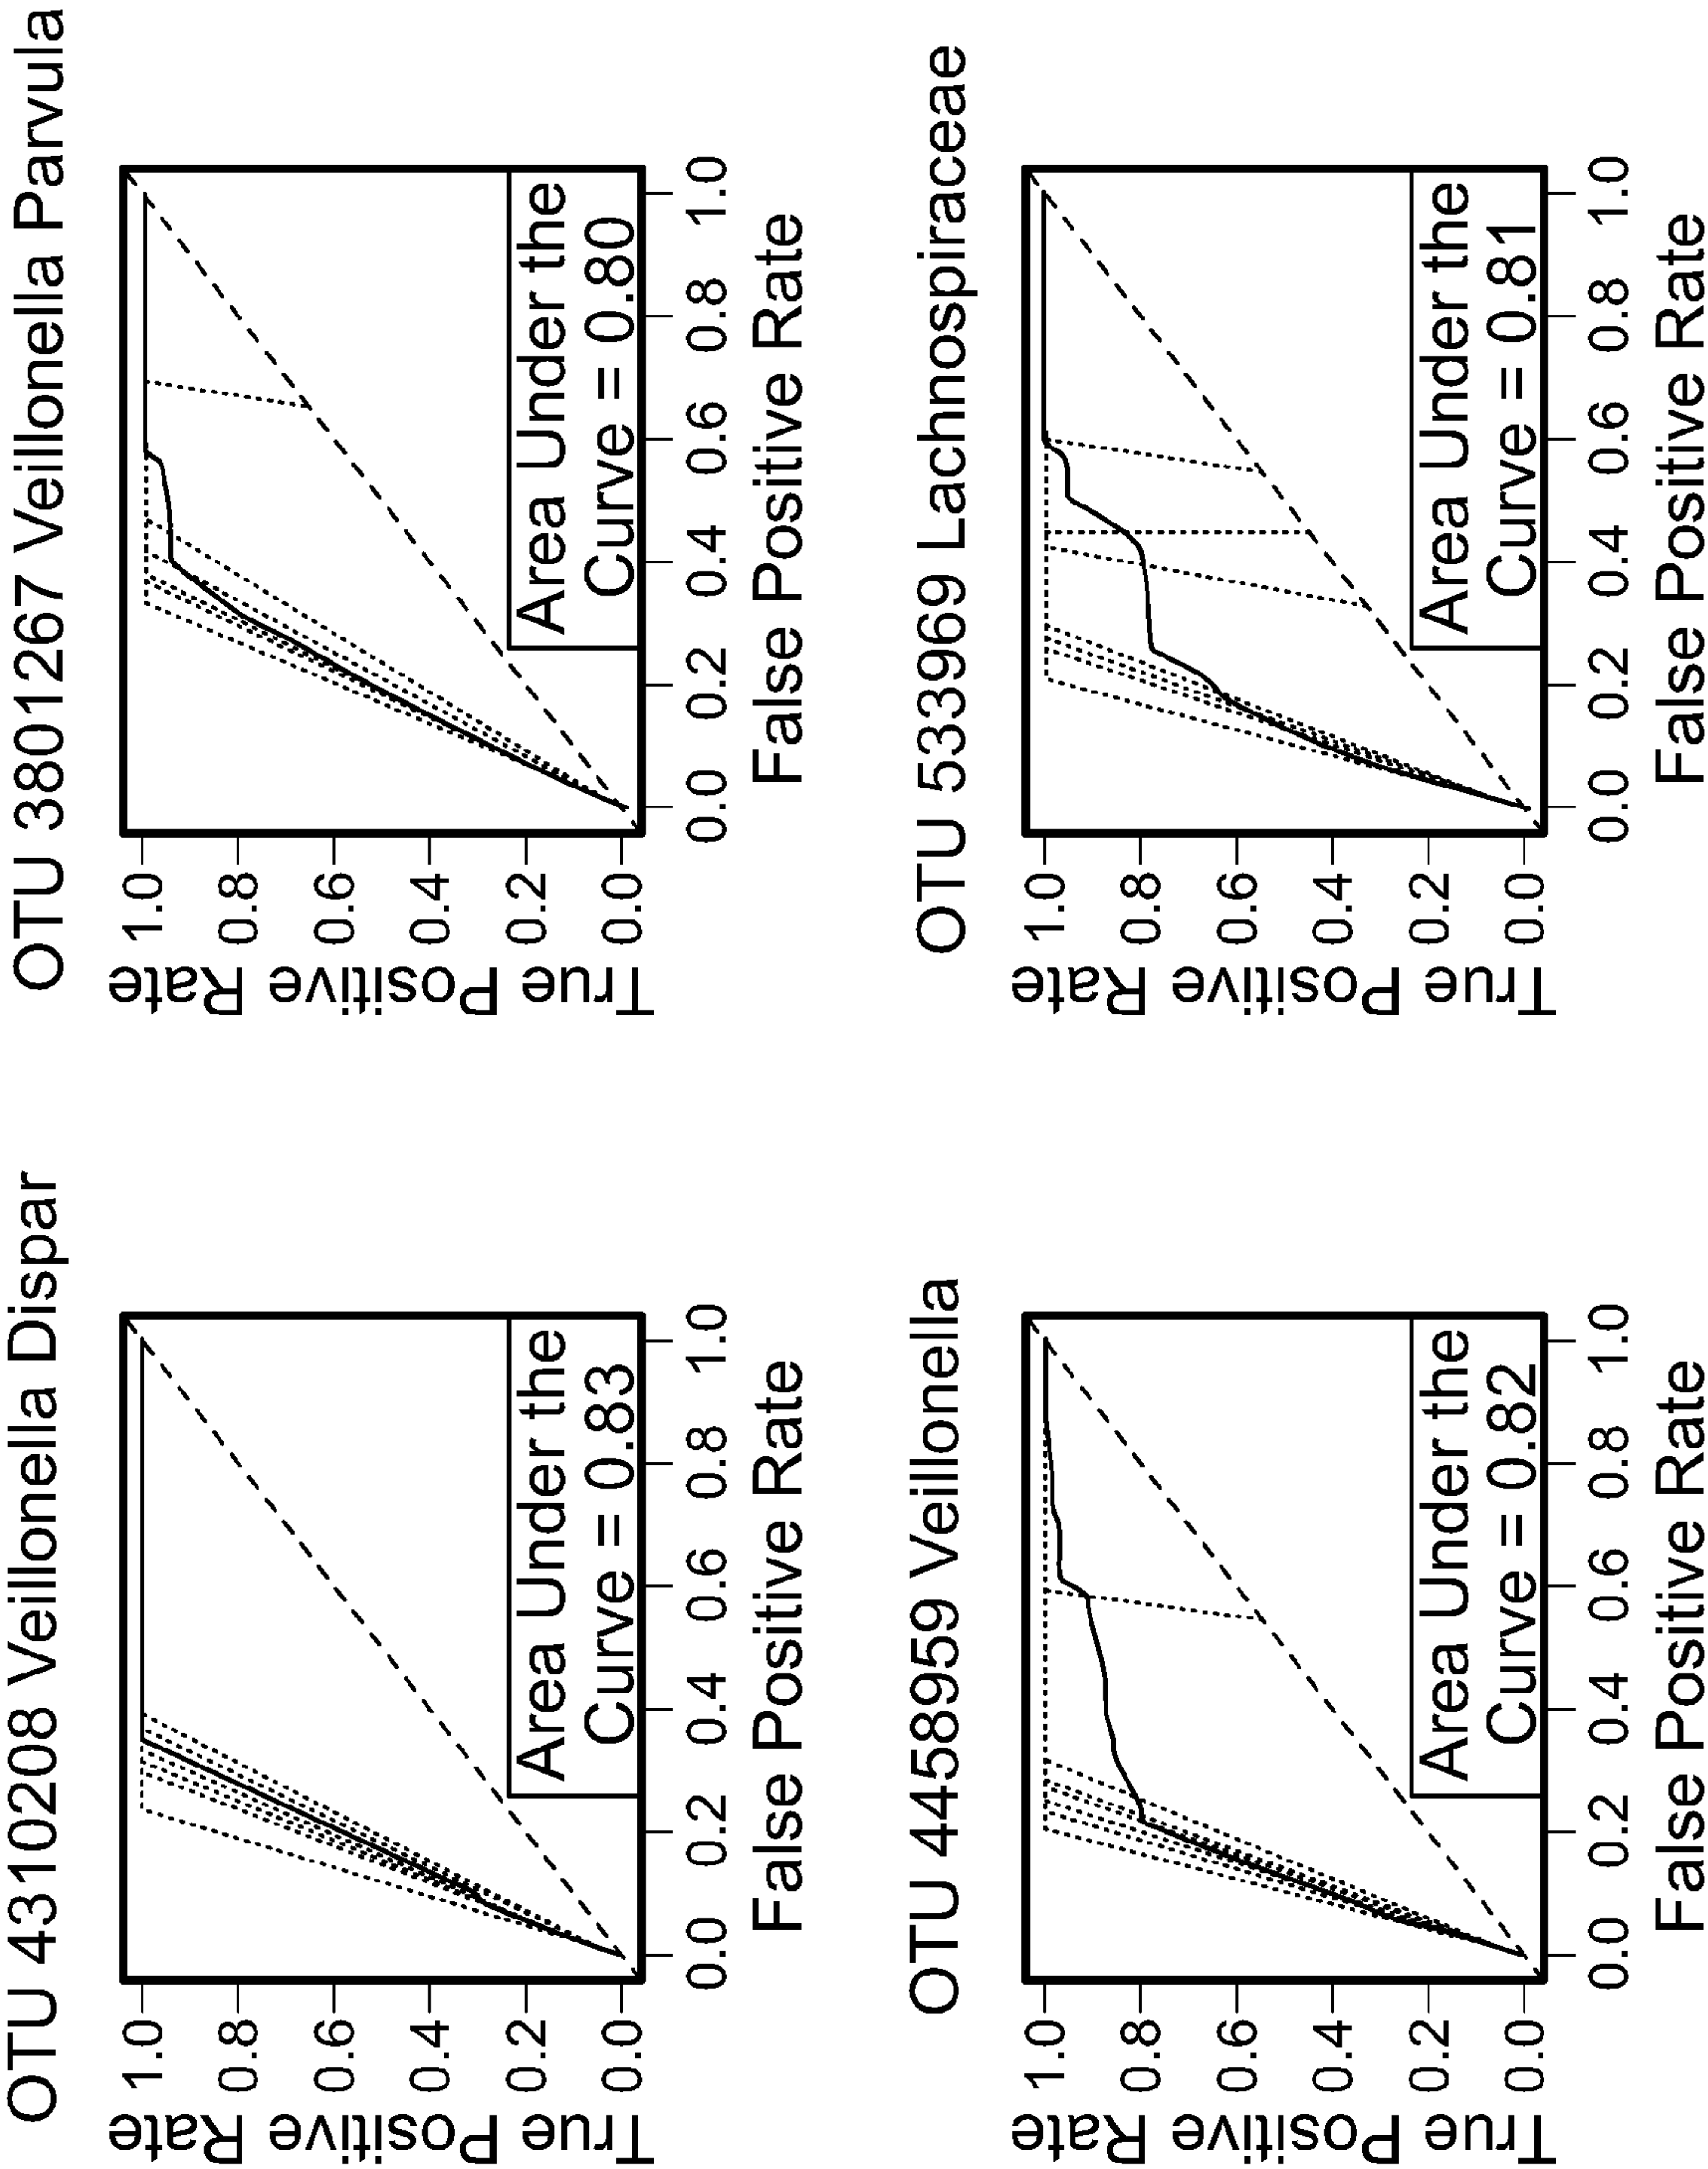 OTU 4310208 Veillonella Dispar
True Positive
Rate
1.0
0.8
0.6
0.4
0.2
0.0
Area Under the
Curve = 0.83
0.0 0.2 0.4 0.6 0.8 1.0
False Positive Rate
OTU 3801267 Veillonella Parvula
True Positive
Rate
1.0
0.8
0.6
0.4
0.2
0.0
Area Under the
Curve = 0.80
0.0 0.2 0.4 0.6 0.8 1.0
False Positive Rate
OTU 4458959 Veillonella
True Positive
Rate
1.0
0.8
0.6
0.4
0.2
0.0
Area Under the
Curve = 0.82
0.0 0.2 0.4 0.6 0.8 1.0
False Positive Rate
OTU 533969 Lachnospiraceae
True Positive
Rate
1.0
0.8
0.6
0.4
0.2
0.0
Area Under the
Curve = 0.81
0.0 0.2 0.4 0.6 0.8 1.0
False Positive Rate